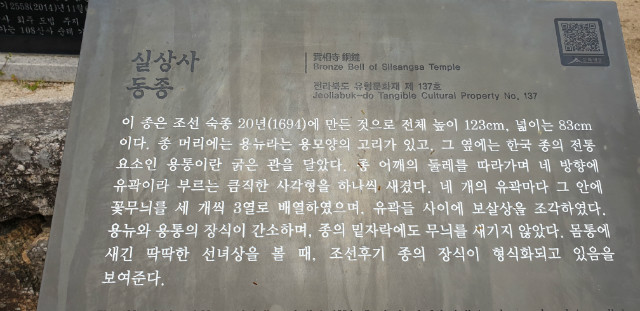 기 2558(2014)년 11월
실상사
동종
實相寺 銅鐘
Bronze Bell of Silsangsa Temple
전라북도 유형문화재 제 137호
Jeollabuk-do Tangible Cultural Property No. 137
이 종은 조선 숙종 20년(1694)에 만든 것으로 전체 높이 123cm, 넓이는 83cm
이다. 종 머리에는 용뉴라는 용모양의 고리가 있고, 그 옆에는 한국 종의 전통
요소인 용통이란 굵은 관을 달았다. 종 어깨의 둘레를 따라가며 네 방향에
유곽이라 부르는 큼직한 사각형을 하나씩 새겼다. 네 개의 유곽마다 그 안에
꽃무늬를 세 개씩 3열로 배열하였으며, 유곽들 사이에 보살상을 조각하였다.
용뉴와 용통의 장식이 간소하며, 종의 밑자락에도 무늬를 새기지 않았다. 몸통에
새긴 딱딱한 선녀상을 볼 때, 조선후기 종의 장식이 형식화되고 있음을
보여준다.